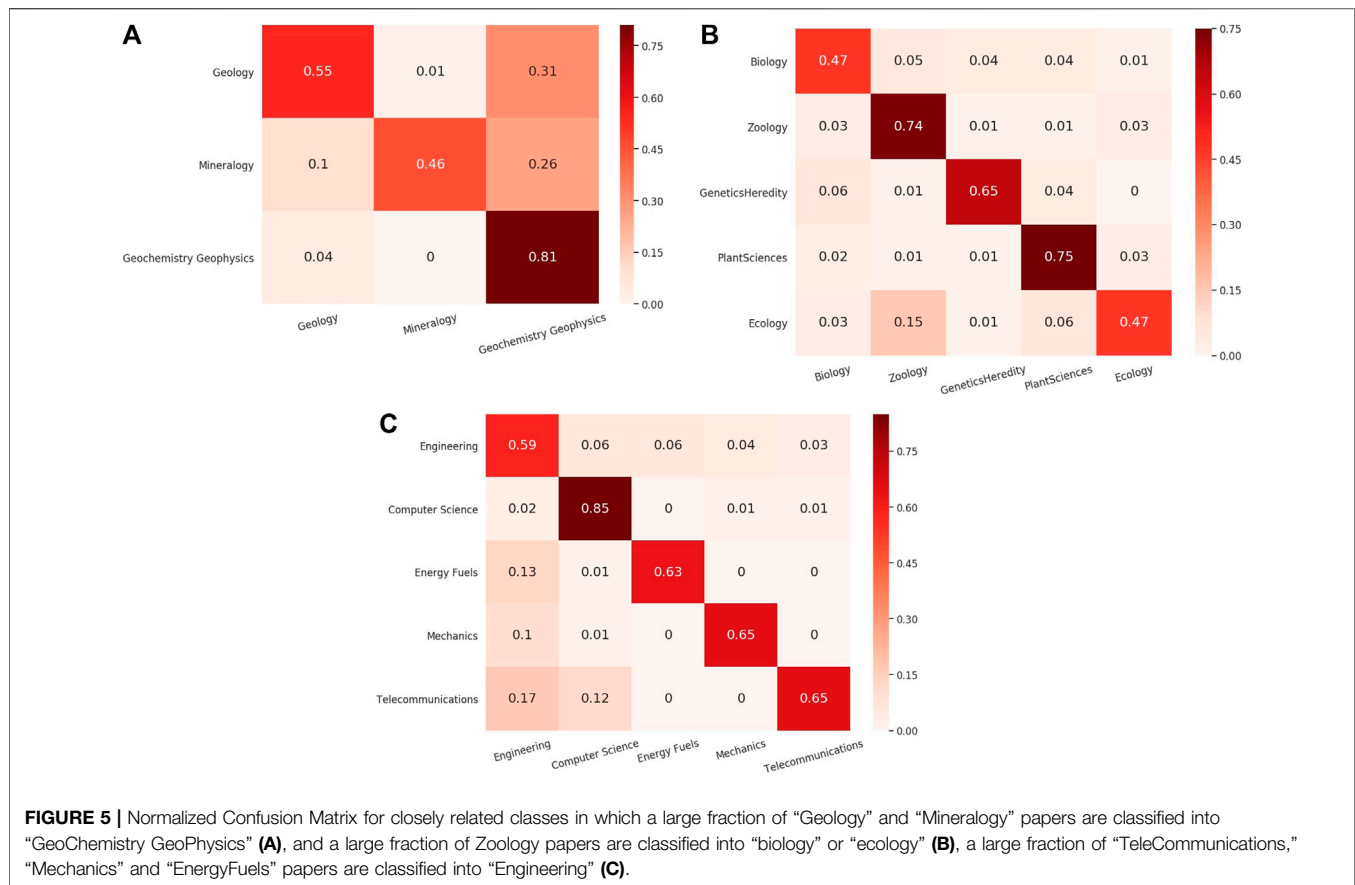 A
Geology 0.55 0.01 0.31
Mineralogy 0.1 0.46 0.26
Geochemistry Geophysics 0.04 0 0.81
Geology Mineralogy Geochemistry Geophysics
0.75
0.60
0.45
0.30
0.15
0.00
B
Biology 0.47 0.05 0.04 0.04 0.01
Zoology 0.03 0.74 0.01 0.01 0.03
GeneticsHeredity 0.06 0.01 0.65 0.04 0
PlantSciences 0.02 0.01 0.01 0.75 0.03
Ecology 0.03 0.15 0.01 0.06 0.47
Biology Zoology GeneticsHeredity PlantSciences Ecology
0.75
0.60
0.45
0.30
0.15
0.00
C
Engineering 0.59 0.06 0.06 0.04 0.03
Computer Science 0.02 0.85 0 0.01 0.01
Energy Fuels 0.13 0.01 0.63 0 0
Mechanics 0.1 0.01 0 0.65 0
Telecommunications 0.17 0.12 0 0 0.65
Engineering Computer Science Energy Fuels Mechanics Telecommunications
0.75
0.60
0.45
0.30
0.15
0.00
FIGURE 5 | Normalized Confusion Matrix for closely related classes in which a large fraction of “Geology” and “Mineralogy” papers are classified into
“GeoChemistry GeoPhysics” (A), and a large fraction of Zoology papers are classified into “biology” or “ecology” (B), a large fraction of “TeleCommunications,”
“Mechanics” and “EnergyFuels” papers are classified into “Engineering” (C).